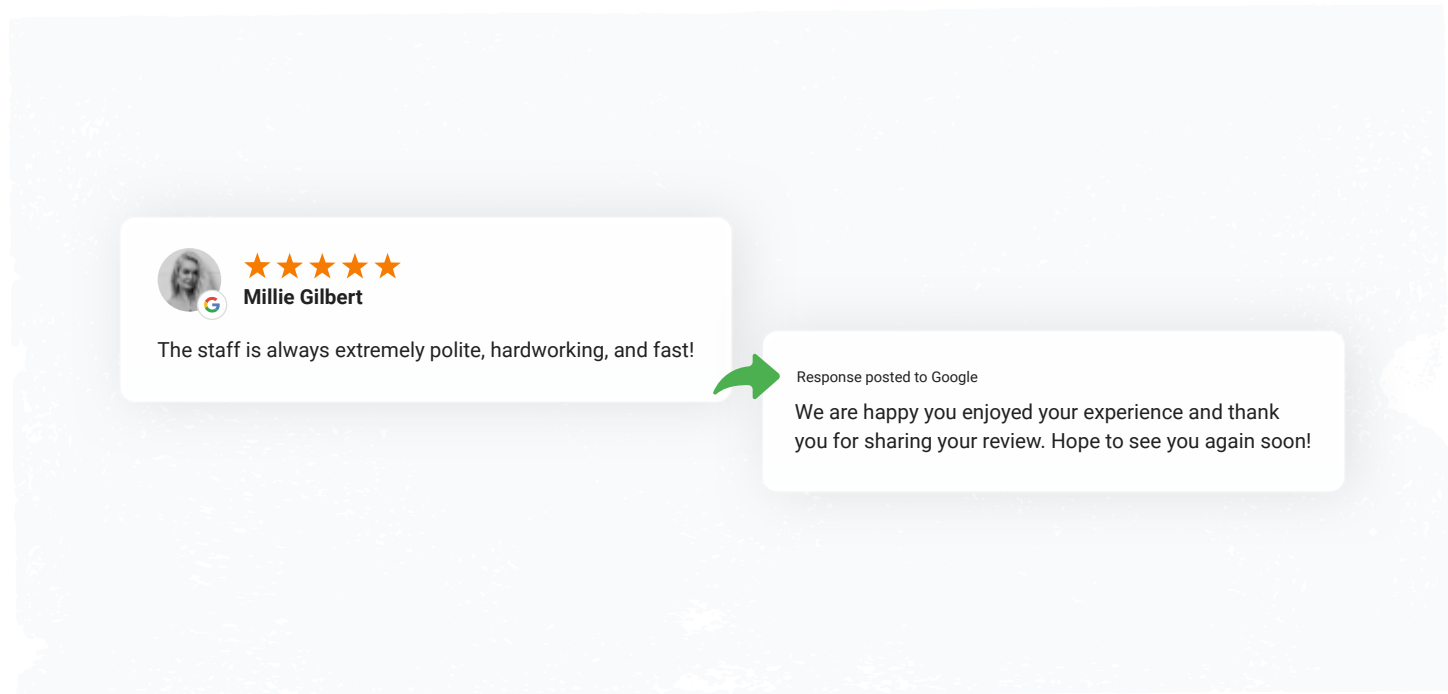 Millie Gilbert
The staff is always extremely polite, hardworking, and fast!
Response posted to Google
We are happy you enjoyed your experience and thank
you for sharing your review. Hope to see you again soon!